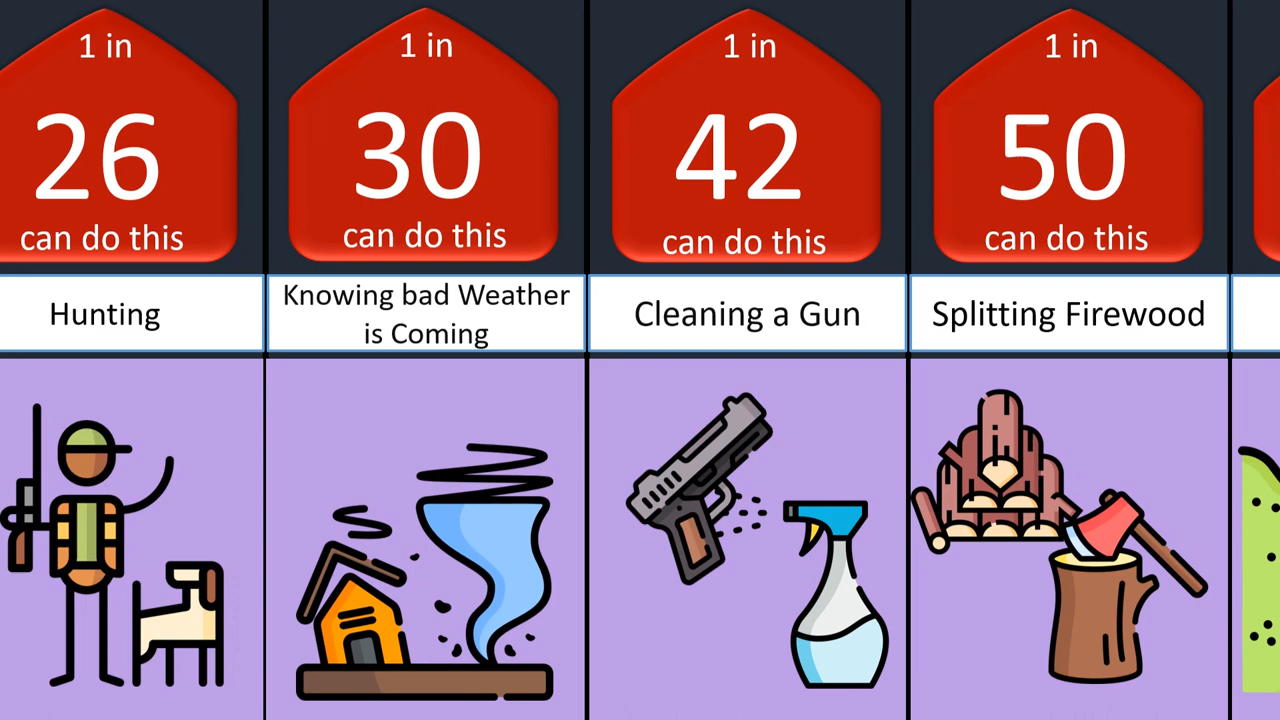 1 in
26
can do this
Hunting
1 in
30
can do this
Knowing bad Weather
is Coming
1 in
42
can do this
Cleaning a Gun
1 in
50
can do this
Splitting Firewood